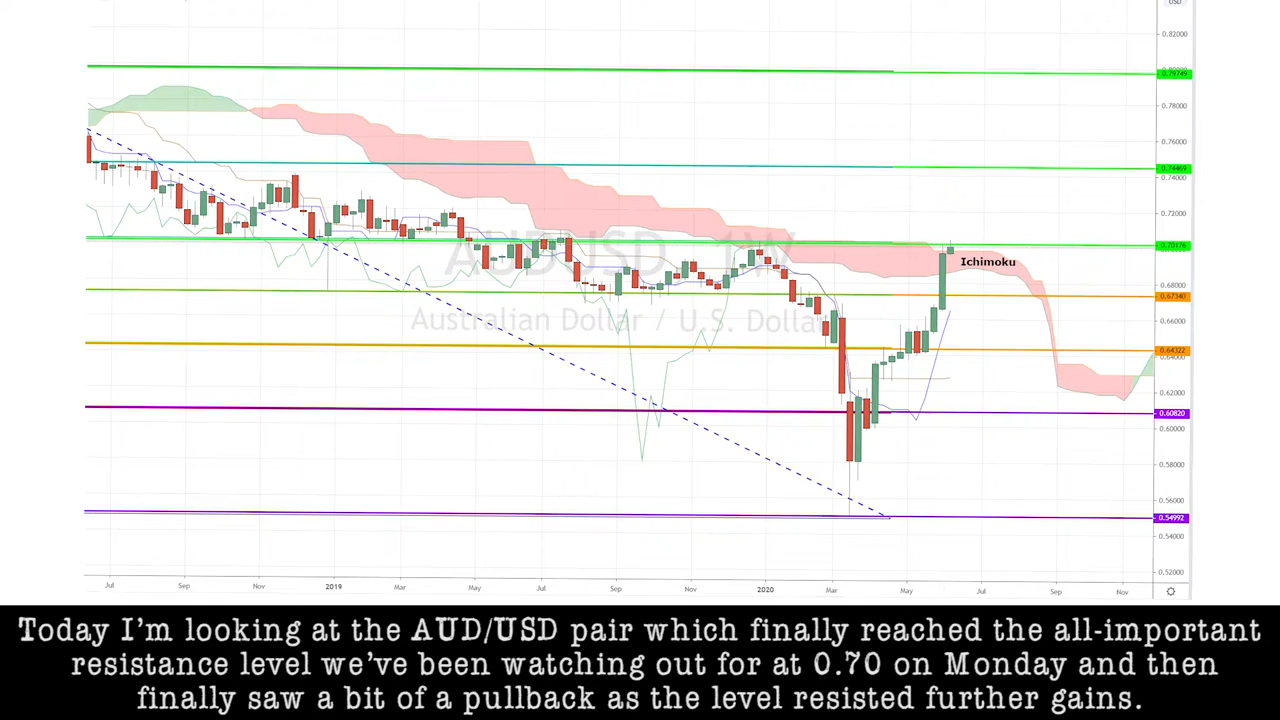 USD
0.82000
0.79749
0.78000
0.76000
0.74469
0.74000
0.72000
AUDUSD 1W
0.70176
Ichimoku
0.68000
0.67340
Australian Dollar / U.S. Dollar
0.66000
0.64322
0.64000
0.62000
0.60820
0.60000
0.58000
0.56000
0.54992
0.54000
0.52000
Jul Sep Nov 2019 Mar May Jul Sep Nov 2020 Mar May Jul Sep Nov
Today I'm looking at the AUD/USD pair which finally reached the all-important
resistance level we've been watching out for at 0.70 on Monday and then
finally saw a bit of a pullback as the level resisted further gains.